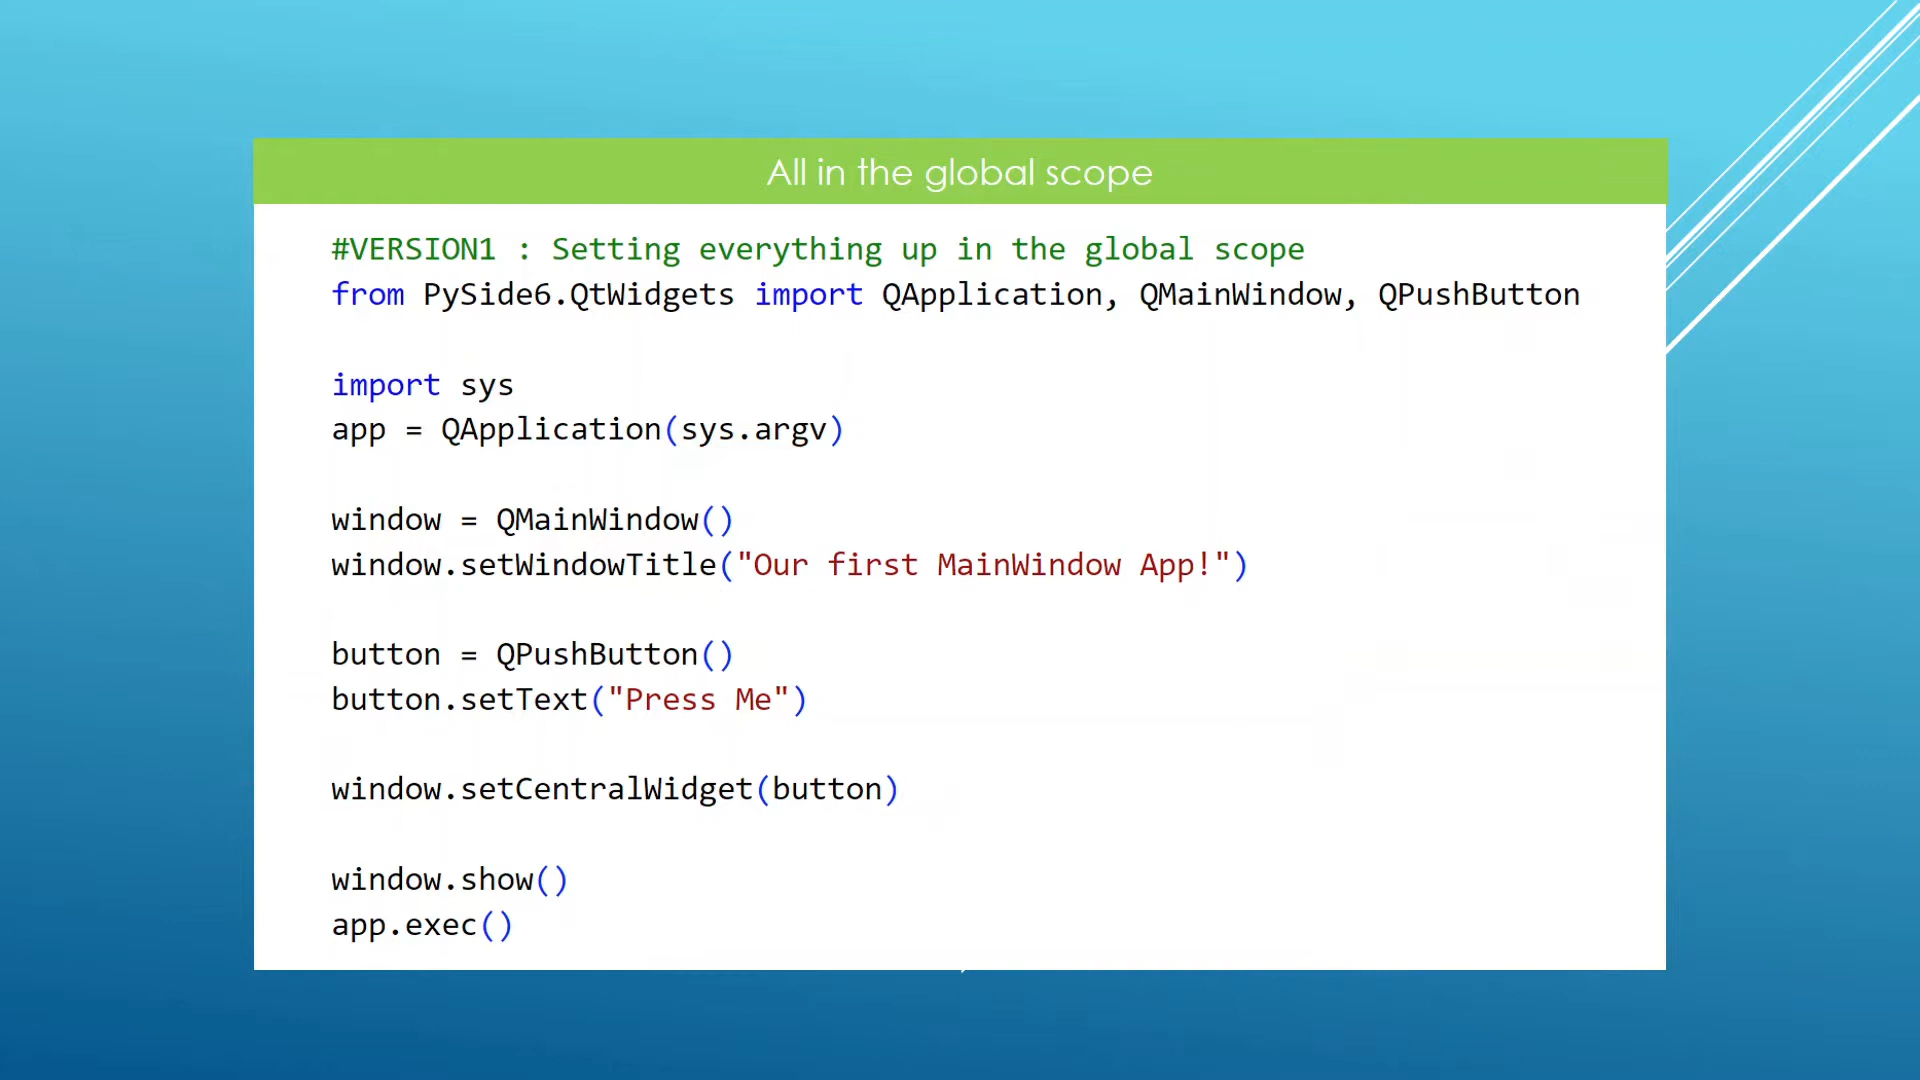 All in the global scope
#VERSION1 : Setting everything up in the global scope
from PySide6.QtWidgets import QApplication, QMainWindow, QPushButton
import sys
app = QApplication(sys.argv)
window = QMainWindow()
window.setWindowTitle("Our first MainWindow App!")
button = QPushButton()
button.setText("Press Me")
window.setCentralWidget(button)
window.show()
app.exec()